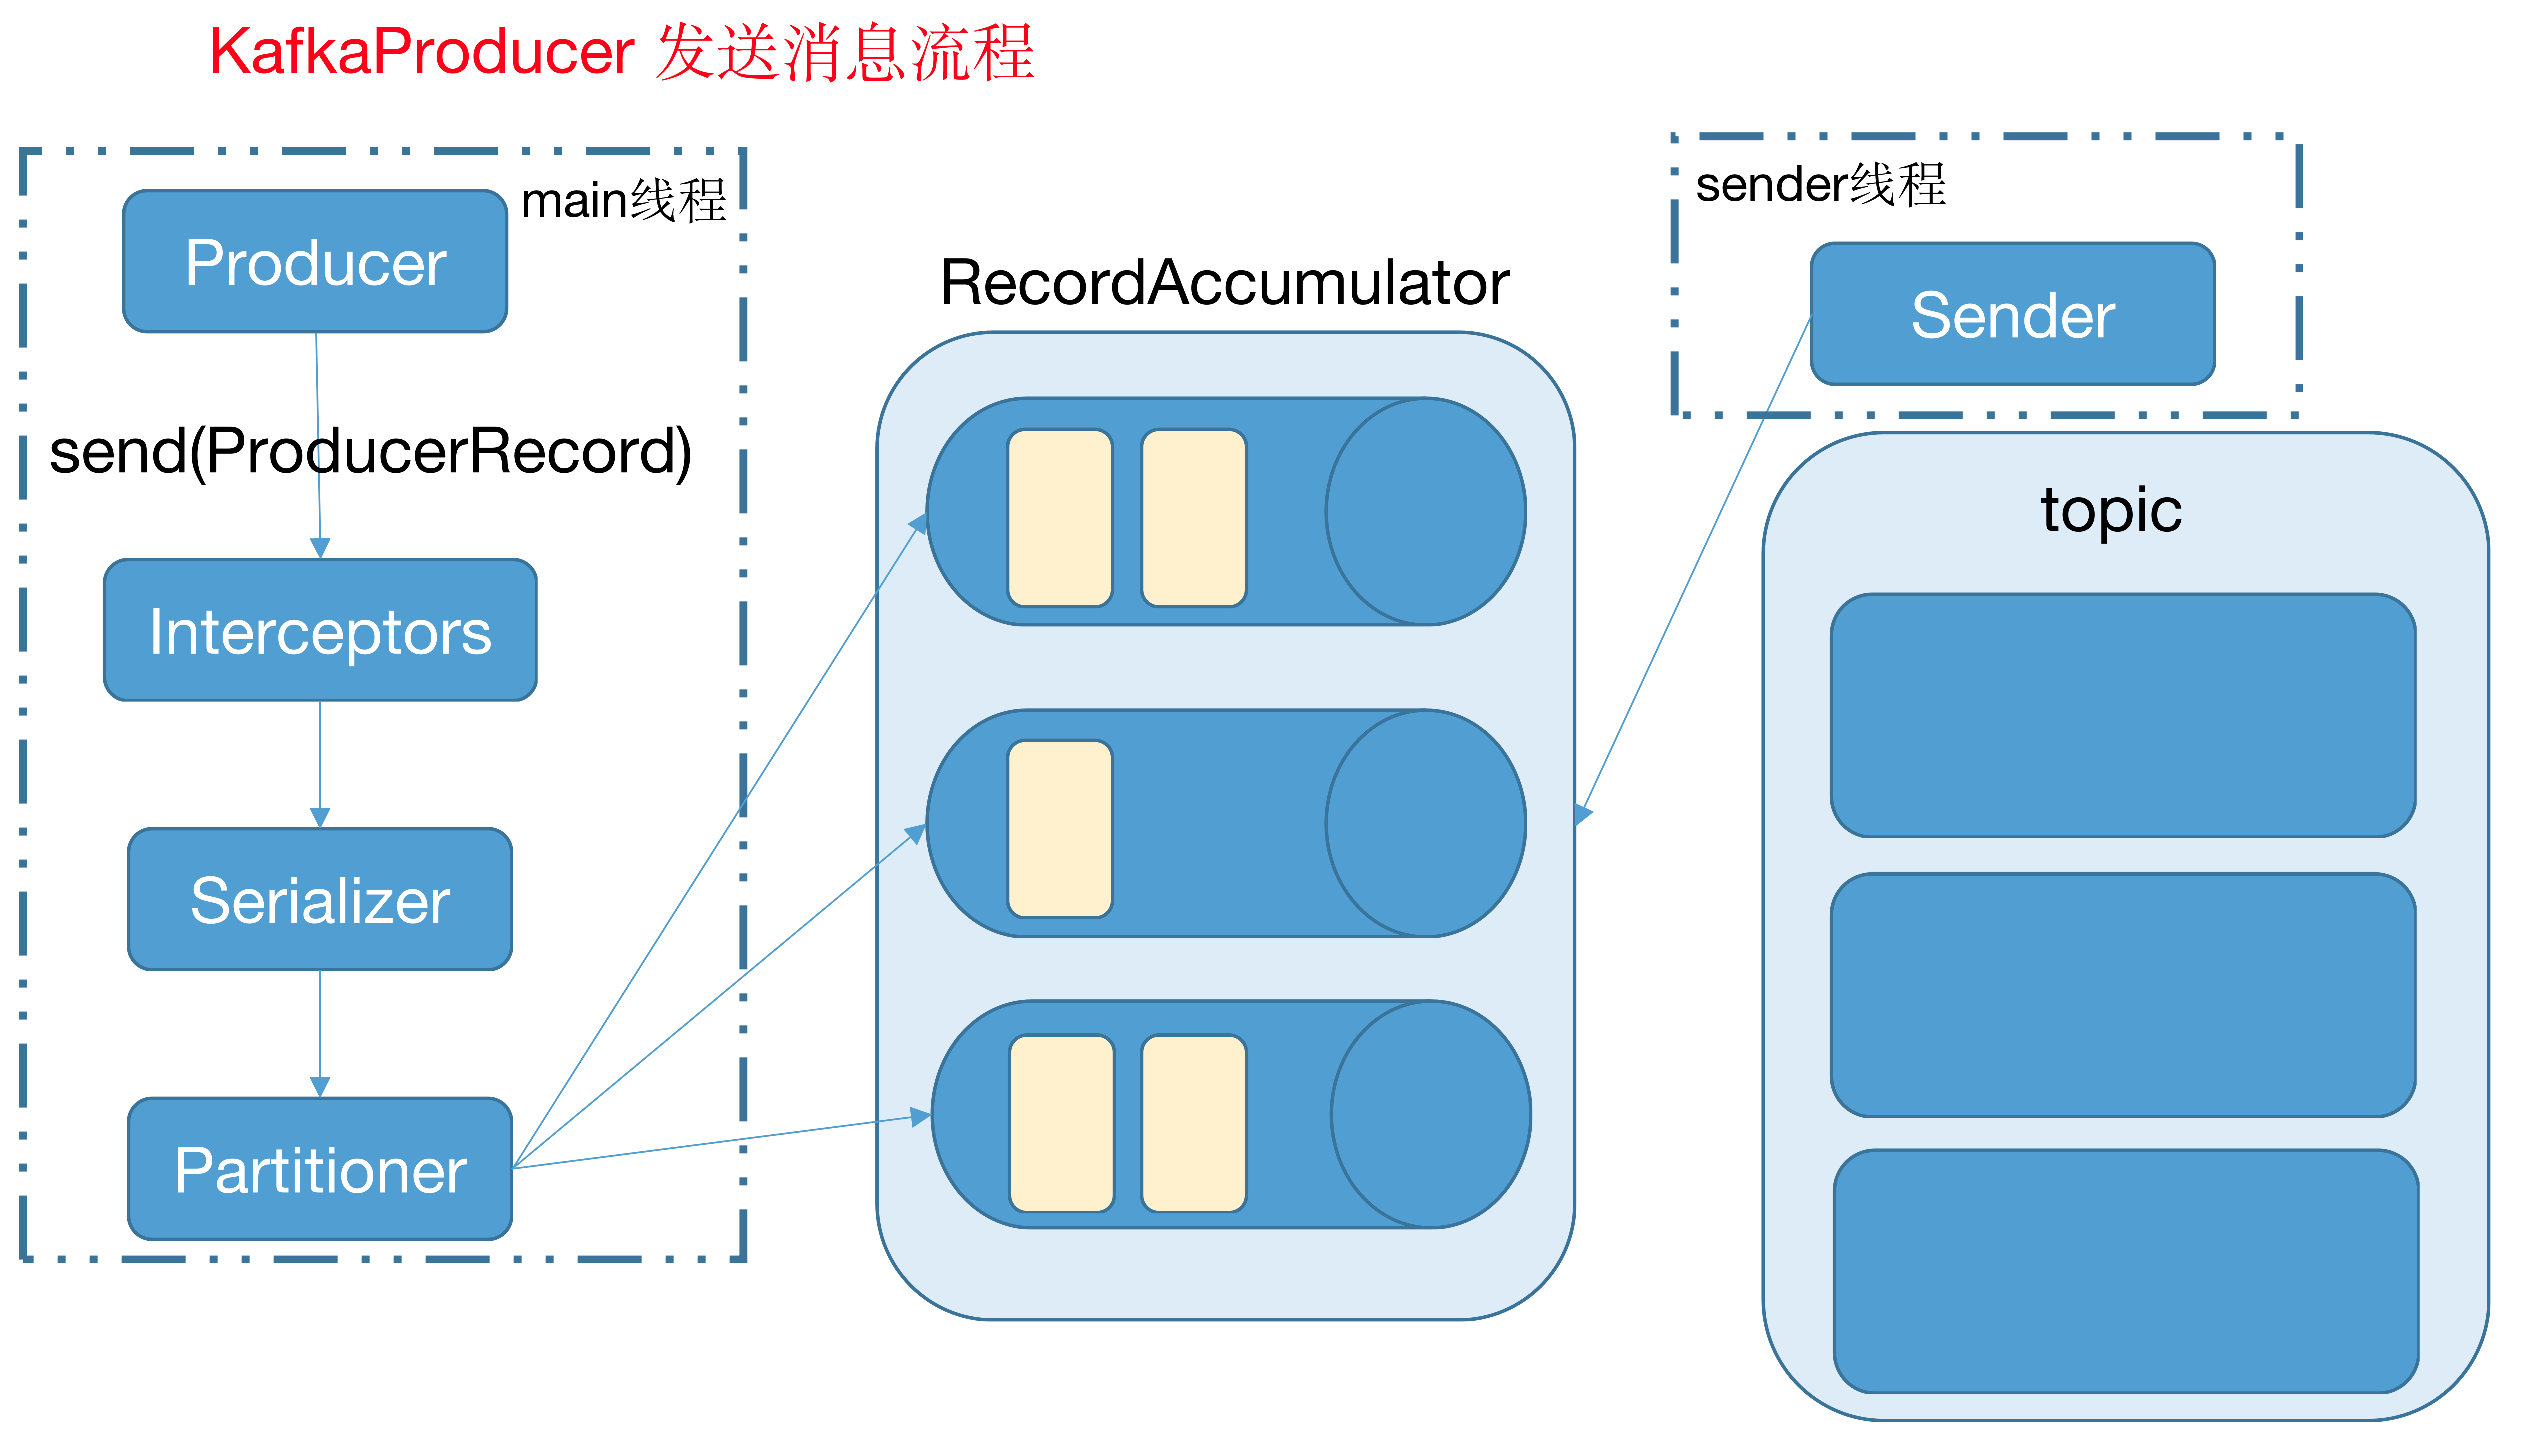 KafkaProducer 发送消息流程
main线程
Producer
send(ProducerRecord)
Interceptors
Serializer
Partitioner
RecordAccumulator
sender线程
Sender
topic